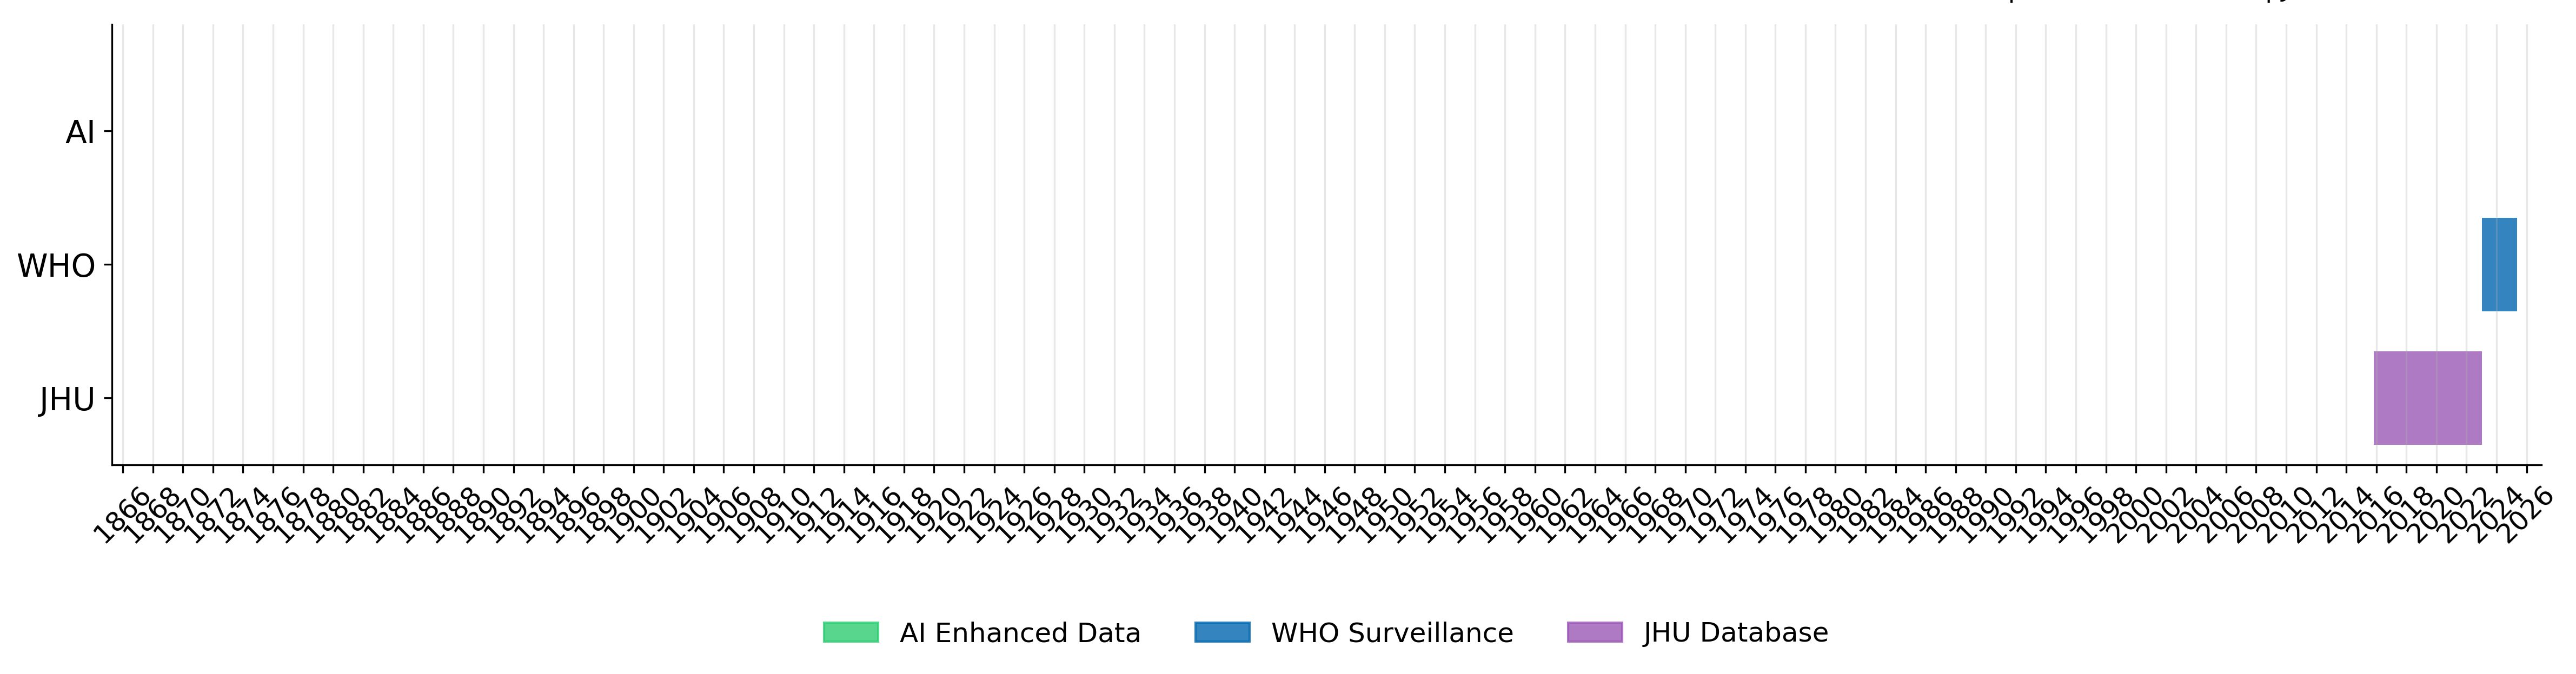 AI
WHO
JHU
1866 1868 1870 1872 1874 1876 1878 1880 1882 1884 1886 1888 1890 1892 1894 1896 1898 1900 1902 1904 1906 1908 1910 1912 1914 1916 1918 1920 1922 1924 1926 1928 1930 1932 1934 1936 1938 1940 1942 1944 1946 1948 1950 1952 1954 1956 1958 1960 1962 1964 1966 1968 1970 1972 1974 1976 1978 1980 1982 1984 1986 1988 1990 1992 1994 1996 1998 2000 2002 2004 2006 2008 2010 2012 2014 2016 2018 2020 2022 2024 2026
AI Enhanced Data WHO Surveillance JHU Database